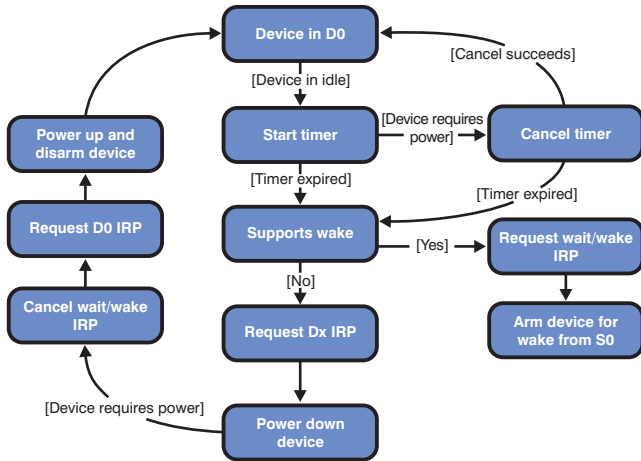 Device in D0
[Cancel succeeds]
[Device in idle]
Power up and
disarm device
Start timer
[Device requires
power]
Cancel timer
[Timer expired]
[Timer expired]
Request D0 IRP
Supports wake
[Yes]
Request wait/wake
IRP
[No]
Cancel wait/wake
IRP
Request Dx IRP
Arm device for
wake from S0
[Device requires power]
Power down
device